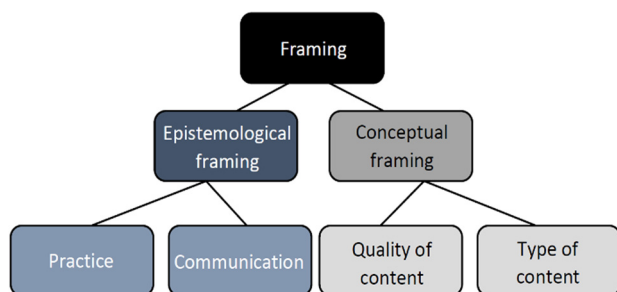 Framing
Epistemological
framing
Conceptual
framing
Practice
Communication
Quality of
content
Type of
content